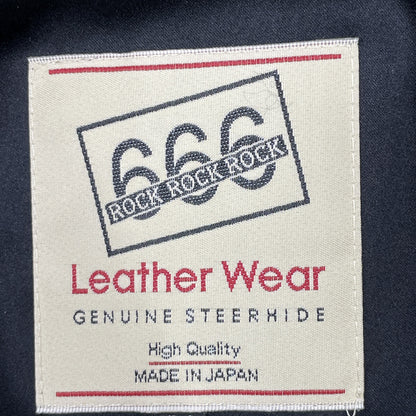 666
ROCK ROCK ROCK
Leather Wear
GENUINE STEERHIDE
High Quality
MADE IN JAPAN